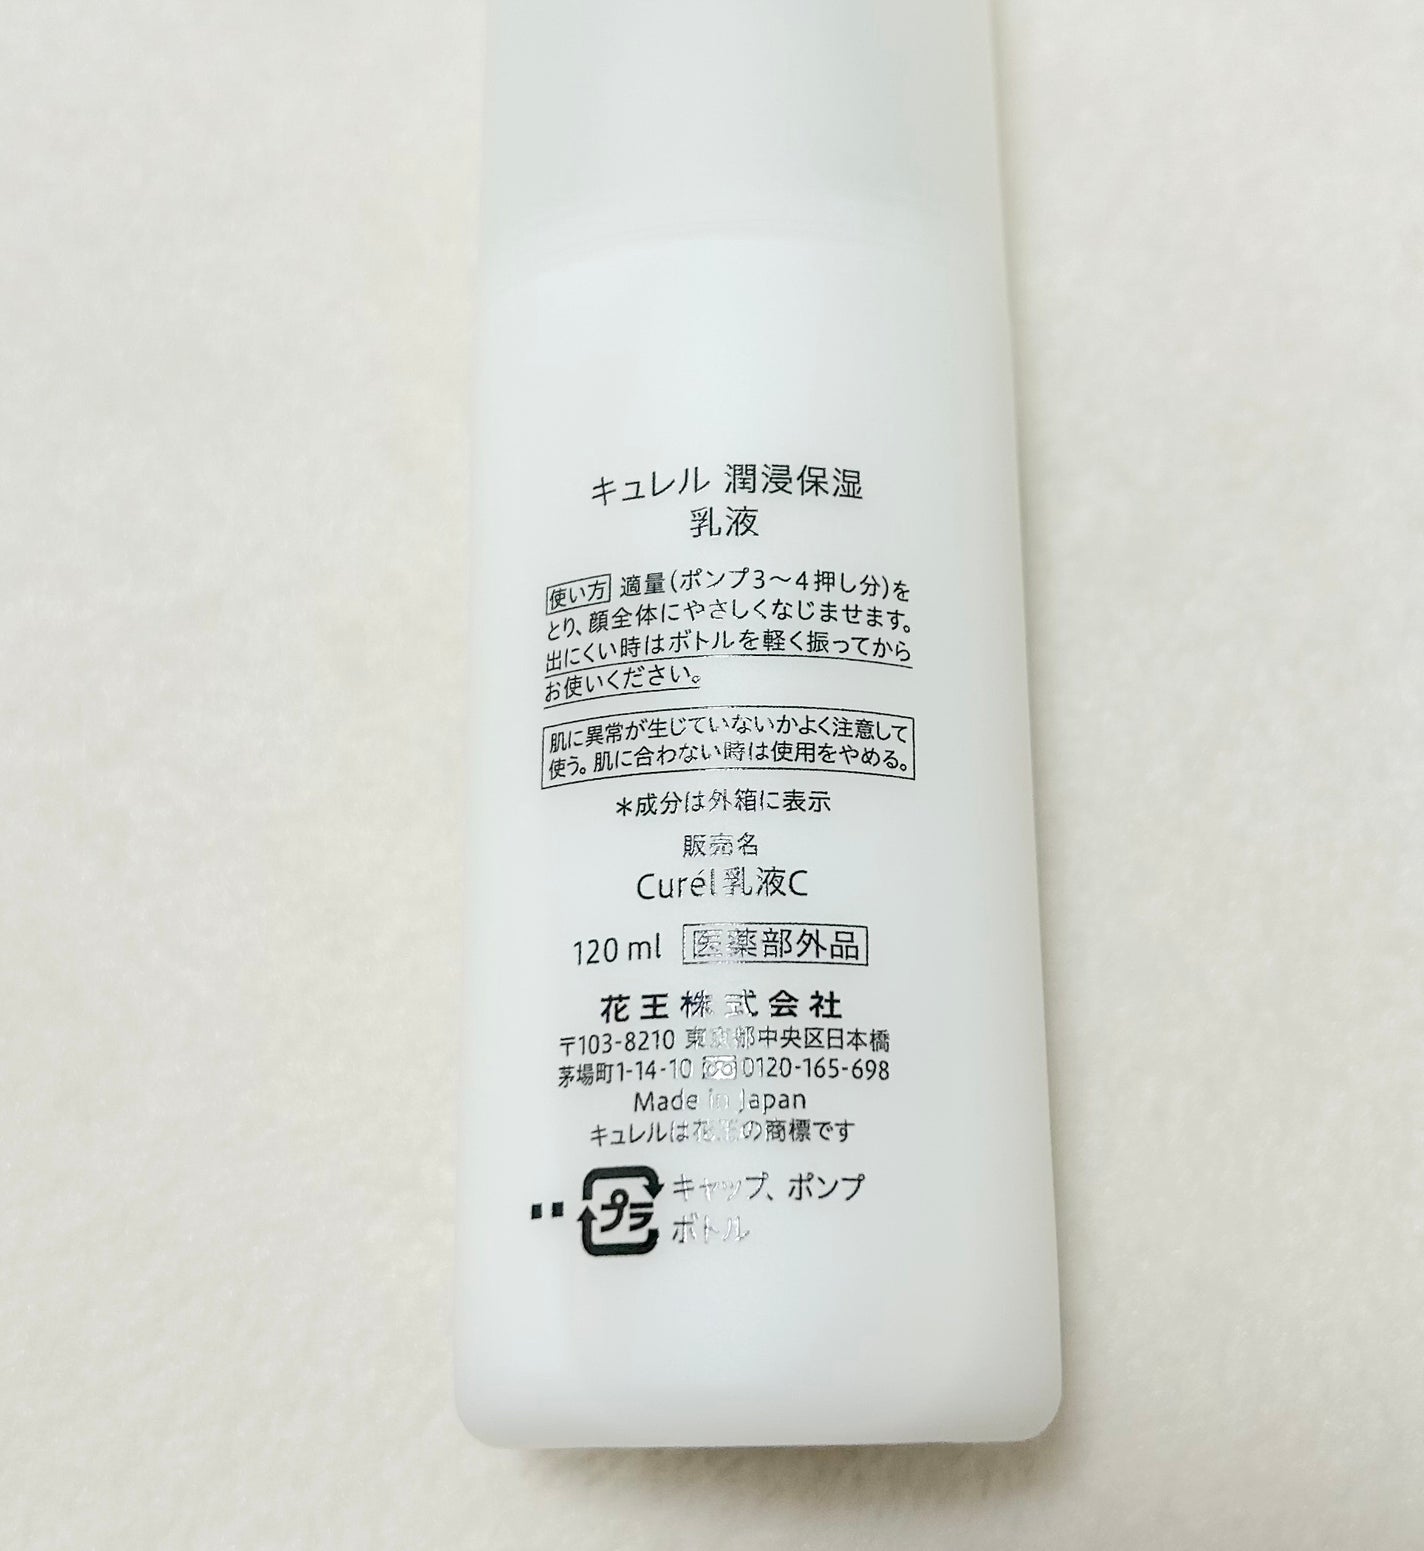 キュレル 潤浸保湿
乳液
使い方 適量(ポンプ3～4押し分)を
とり、顔全体にやさしくなじませます。
出にくい時はボトルを軽く振ってから
お使いください。
肌に異常が生じていないかよく注意して
使う。肌に合わない時は使用をやめる。
＊成分は外箱に表示
販売名
Curél 乳液C
120 ml 医薬部外品
花王株式会社
〒103-8210 東京都中央区日本橋
茅場町1-14-10 0120-165-698
Made in Japan
キュレルは花王の商標です
プラ キャップ、ポンプ
ボトル